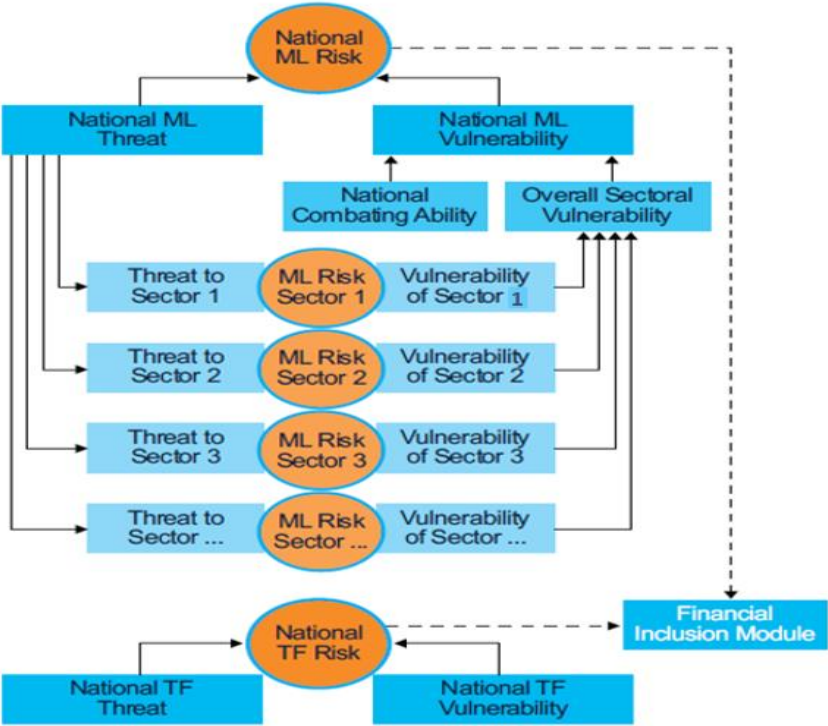 National
ML Risk
National ML
Threat
National ML
Vulnerability
National
Combating Ability
Overall Sectoral
Vulnerability
Threat to
Sector 1
ML Risk
Sector 1
Vulnerability
of Sector 1
Threat to
Sector 2
ML Risk
Sector 2
Vulnerability
of Sector 2
Threat to
Sector 3
ML Risk
Sector 3
Vulnerability
of Sector 3
Threat to
Sector ...
ML Risk
Sector ...
Vulnerability
of Sector ...
Financial
Inclusion Module
National
TF Risk
National TF
Threat
National TF
Vulnerability